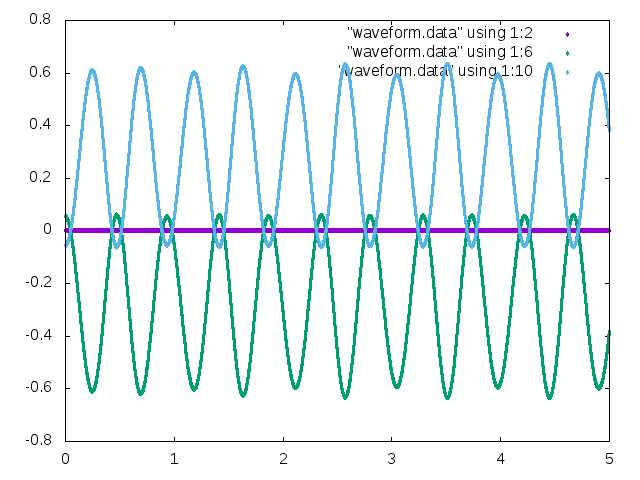 0.8
"waveform.data" using 1:2
"waveform.data" using 1:6
0.6
"waveform.data" using 1:10
0.4
0.2
0
-0.2
-0.4
-0.6
-0.8
0 1 2 3 4 5